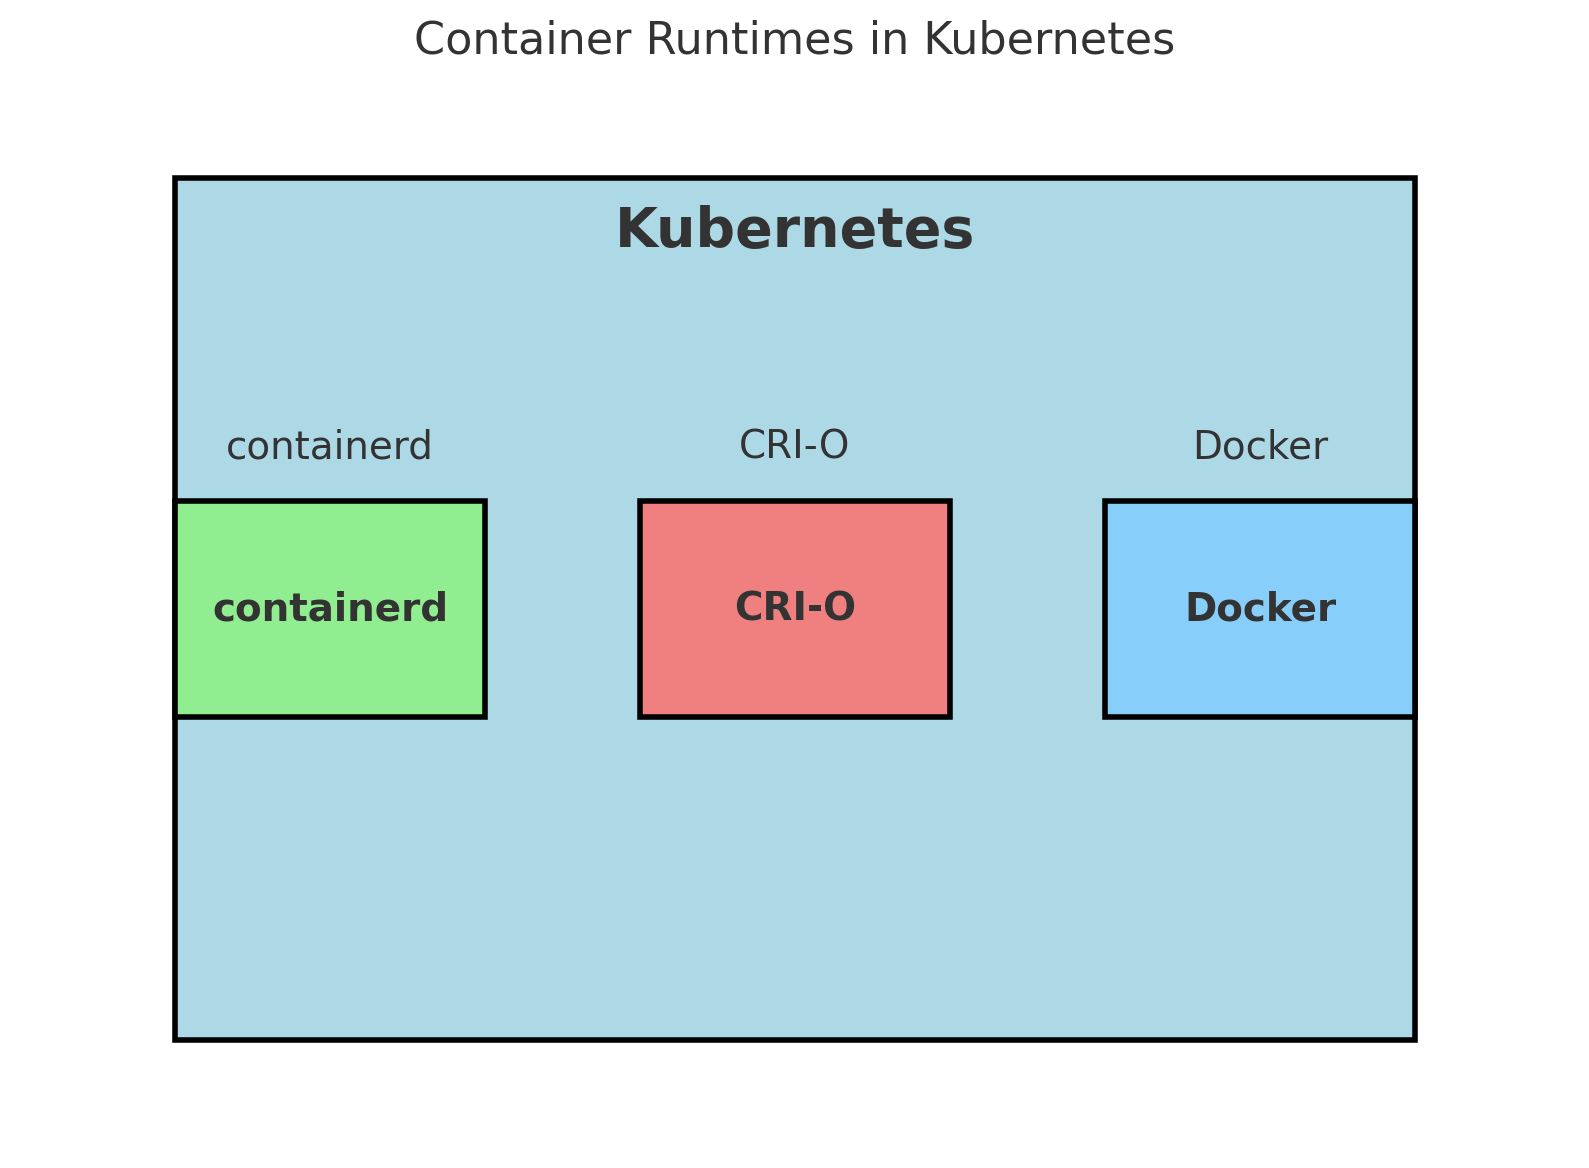 Container Runtimes in Kubernetes
Kubernetes
containerd
CRI-O
Docker
containerd
CRI-O
Docker